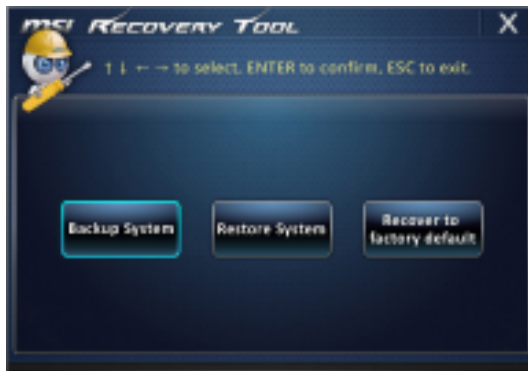 msi Recovery Tool X
↑ ↓ ← → to select, ENTER to confirm, ESC to exit.
Backup System
Restore System
Recover to
factory default